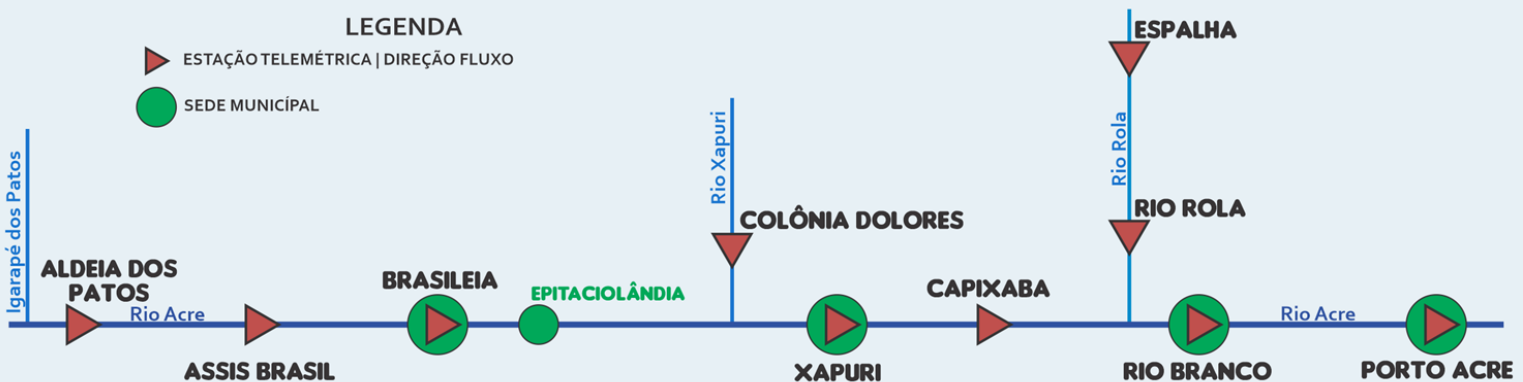 LEGENDA
ESTAÇÃO TELEMÉTRICA | DIREÇÃO FLUXO
SEDE MUNICÍPAL
Igarapé dos Patos
ALDEIA DOS
PATOS
Rio Acre
ASSIS BRASIL
BRASILEIA
EPITACIOLÂNDIA
Rio Xapuri
COLÔNIA DOLORES
XAPURI
CAPIXABA
ESPALHA
Rio Rola
RIO ROLA
RIO BRANCO
Rio Acre
PORTO ACRE